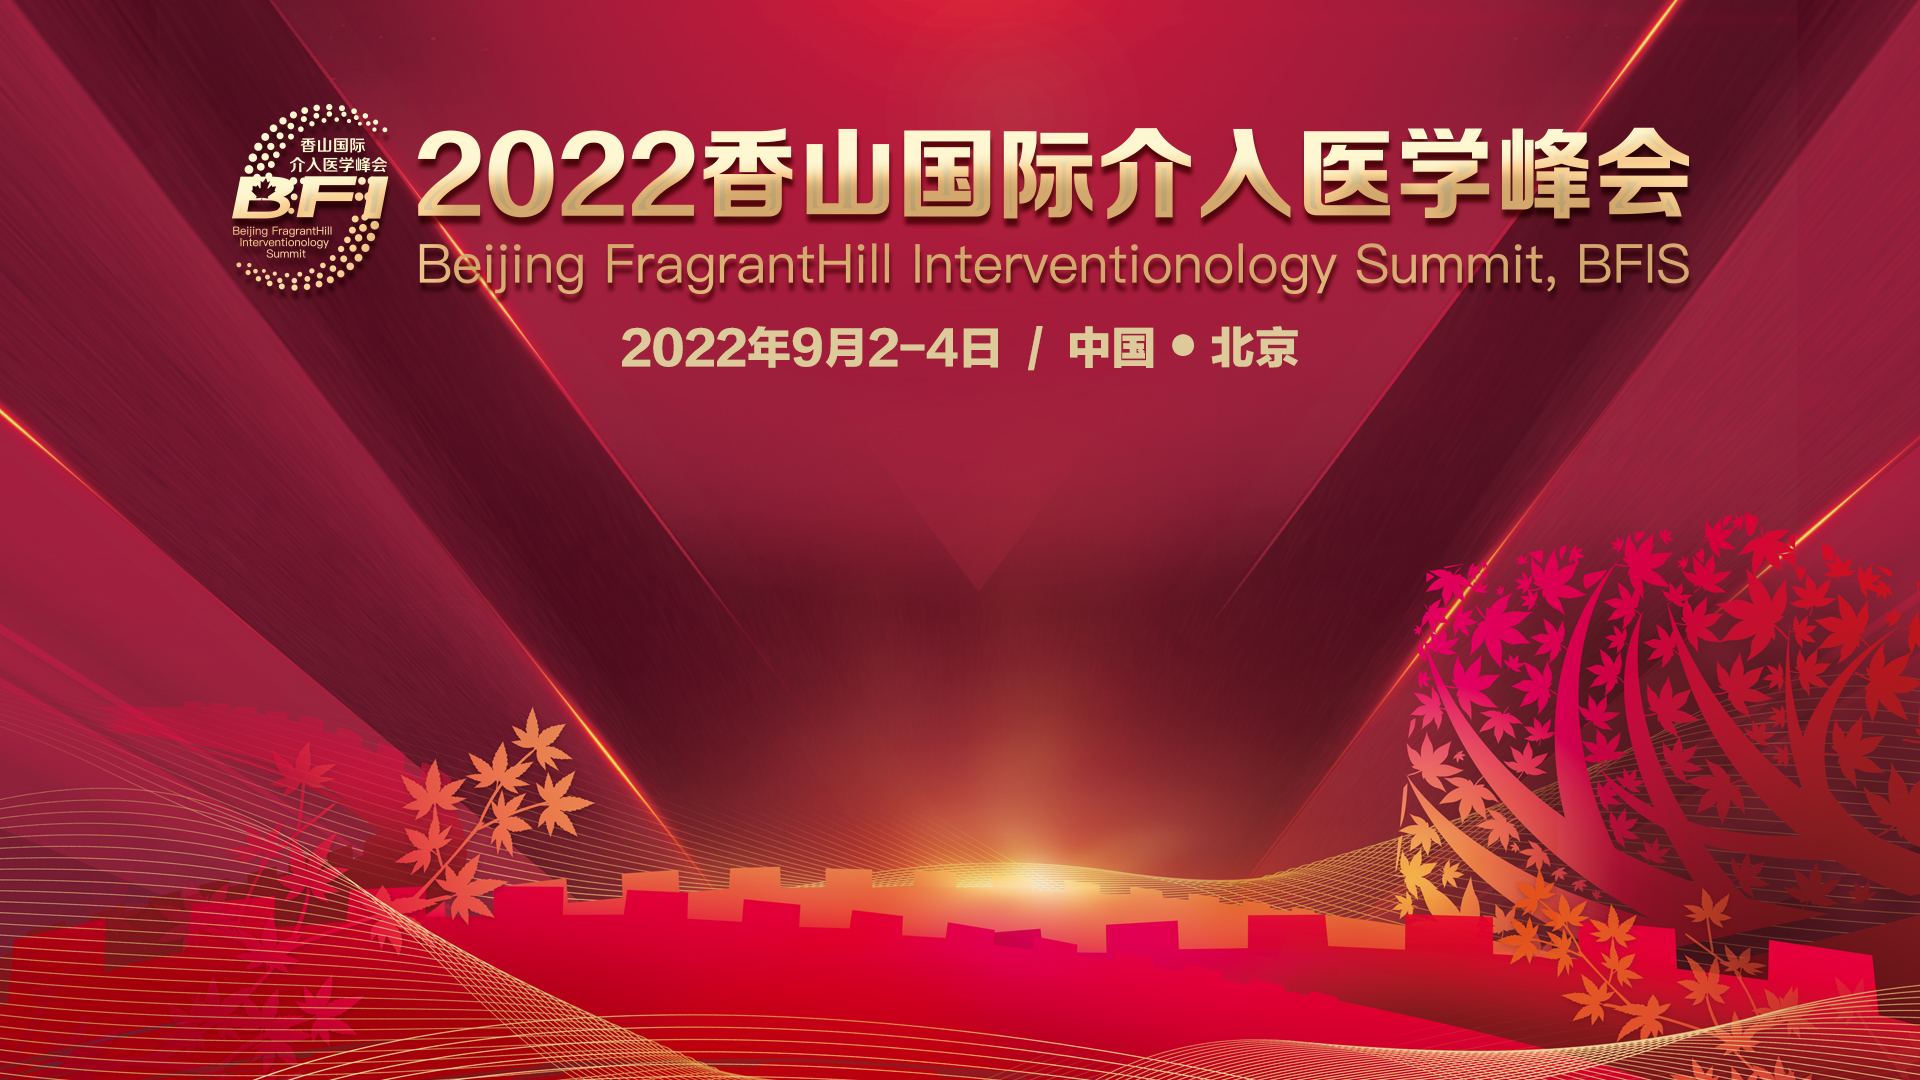 香山国际
介入医学峰会
BFI
Beijing FragrantHill
Interventionology
Summit
2022香山国际介入医学峰会
Beijing FragrantHill Interventionology Summit, BFIS
2022年9月2-4日 / 中国●北京